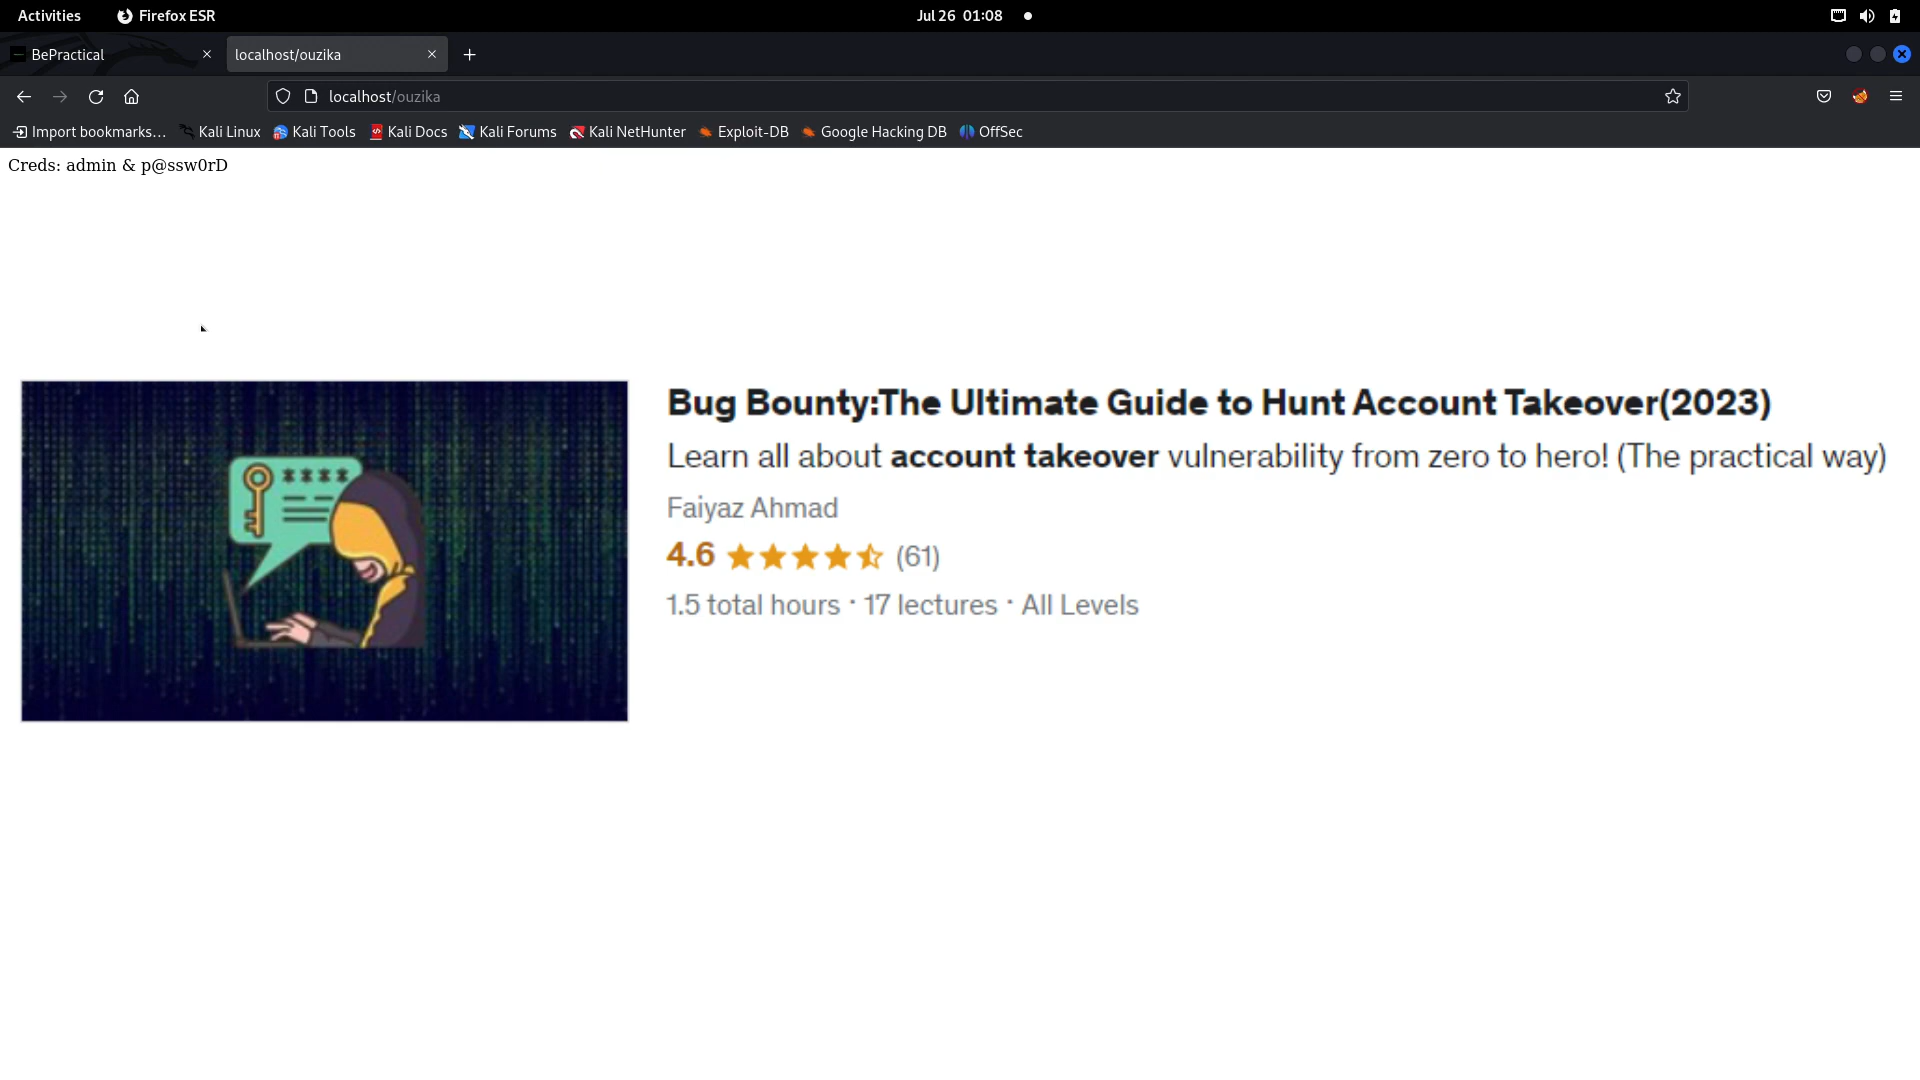 Activities Firefox ESR Jul 26 01:08
BePractical
localhost/ouzika
localhost/ouzika
Import bookmarks... Kali Linux Kali Tools Kali Docs Kali Forums Kali NetHunter Exploit-DB Google Hacking DB OffSec
Creds: admin & p@ssw0rD
****
Bug Bounty:The Ultimate Guide to Hunt Account Takeover(2023)
Learn all about account takeover vulnerability from zero to hero! (The practical way)
Faiyaz Ahmad
4.6 (61)
1.5 total hours · 17 lectures · All Levels